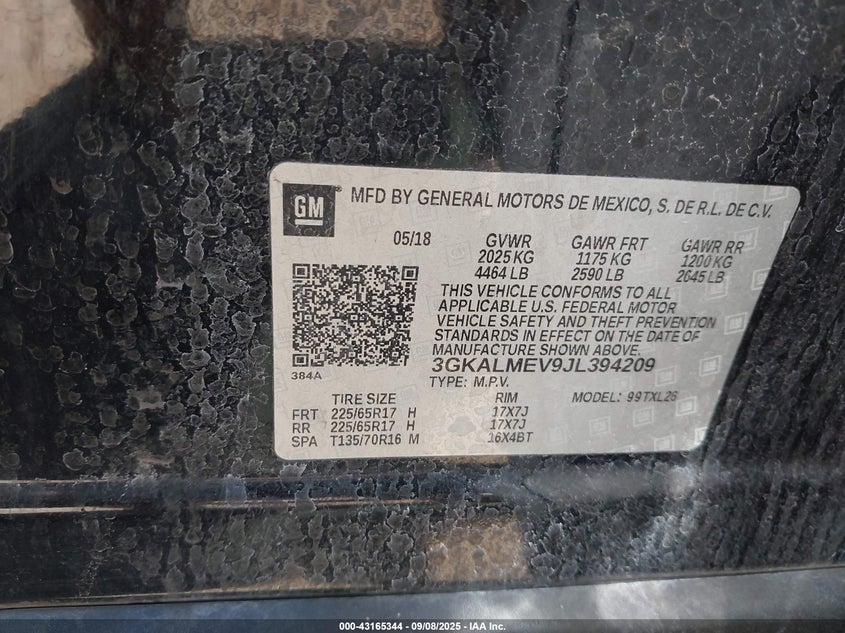 GM
MFD BY GENERAL MOTORS DE MEXICO, S. DE R.L. DE C.V.
05/18 GVWR GAWR FRT GAWR RR
2025 KG 1175 KG 1200 KG
4464 LB 2590 LB 2645 LB
THIS VEHICLE CONFORMS TO ALL
APPLICABLE U.S. FEDERAL MOTOR
VEHICLE SAFETY AND THEFT PREVENTION
STANDARDS IN EFFECT ON THE DATE OF
MANUFACTURE SHOWN ABOVE.
384A
3GKALMEV9JL394209
TYPE: M.P.V. MODEL: 99TXL26
TIRE SIZE RIM
FRT 225/65R17 H 17X7J
RR 225/65R17 H 17X7J
SPA T135/70R16 M 16X4BT
000-43165344 - 09/08/2025 - IAA Inc.